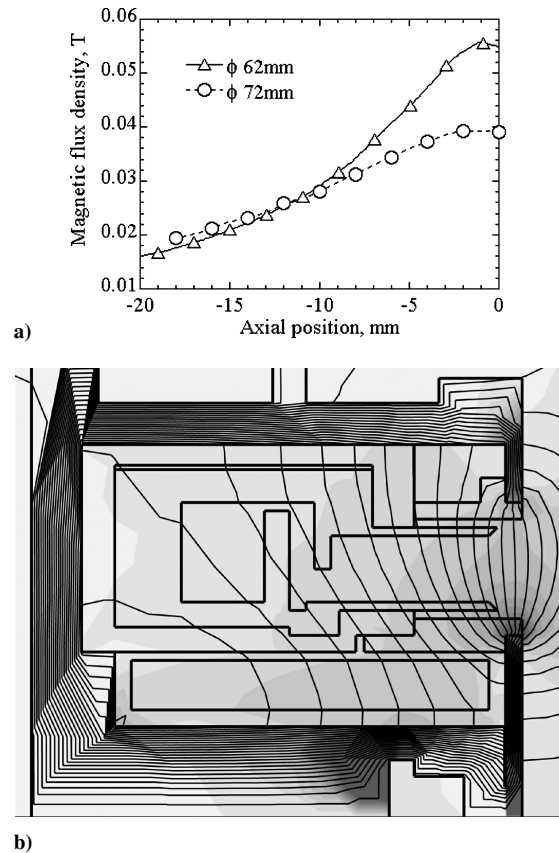 0.06
0.05
0.04
0.03
0.02
0.01
Magnetic flux density, T
ϕ 62mm
ϕ 72mm
-20
-15
-10
-5
0
Axial position, mm
a)
b)